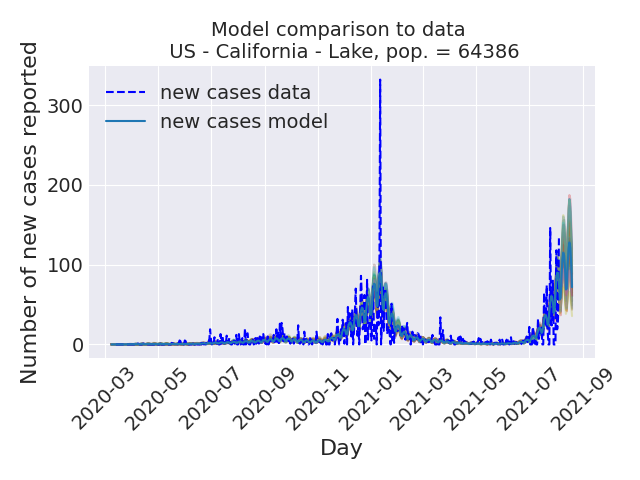 Model comparison to data
US - California - Lake, pop. = 64386
Number of new cases reported
300
200
100
0
new cases data
new cases model
2020-03
2020-05
2020-07
2020-09
2020-11
2021-01
2021-03
2021-05
2021-07
2021-09
Day